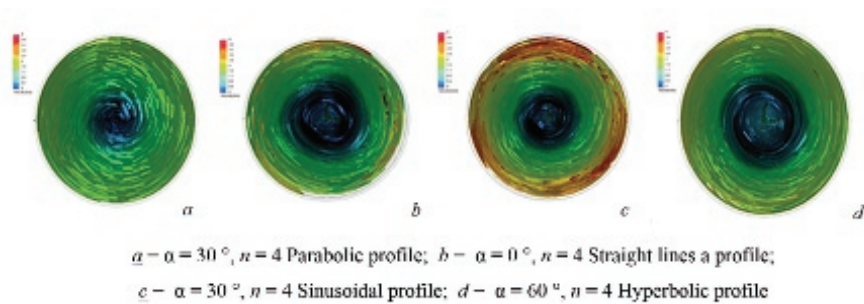 a b c d
a – α = 30 °, n = 4 Parabolic profile; b – α = 0 °, n = 4 Straight lines a profile;
c – α = 30 °, n = 4 Sinusoidal profile; d – α = 60 °, n = 4 Hyperbolic profile